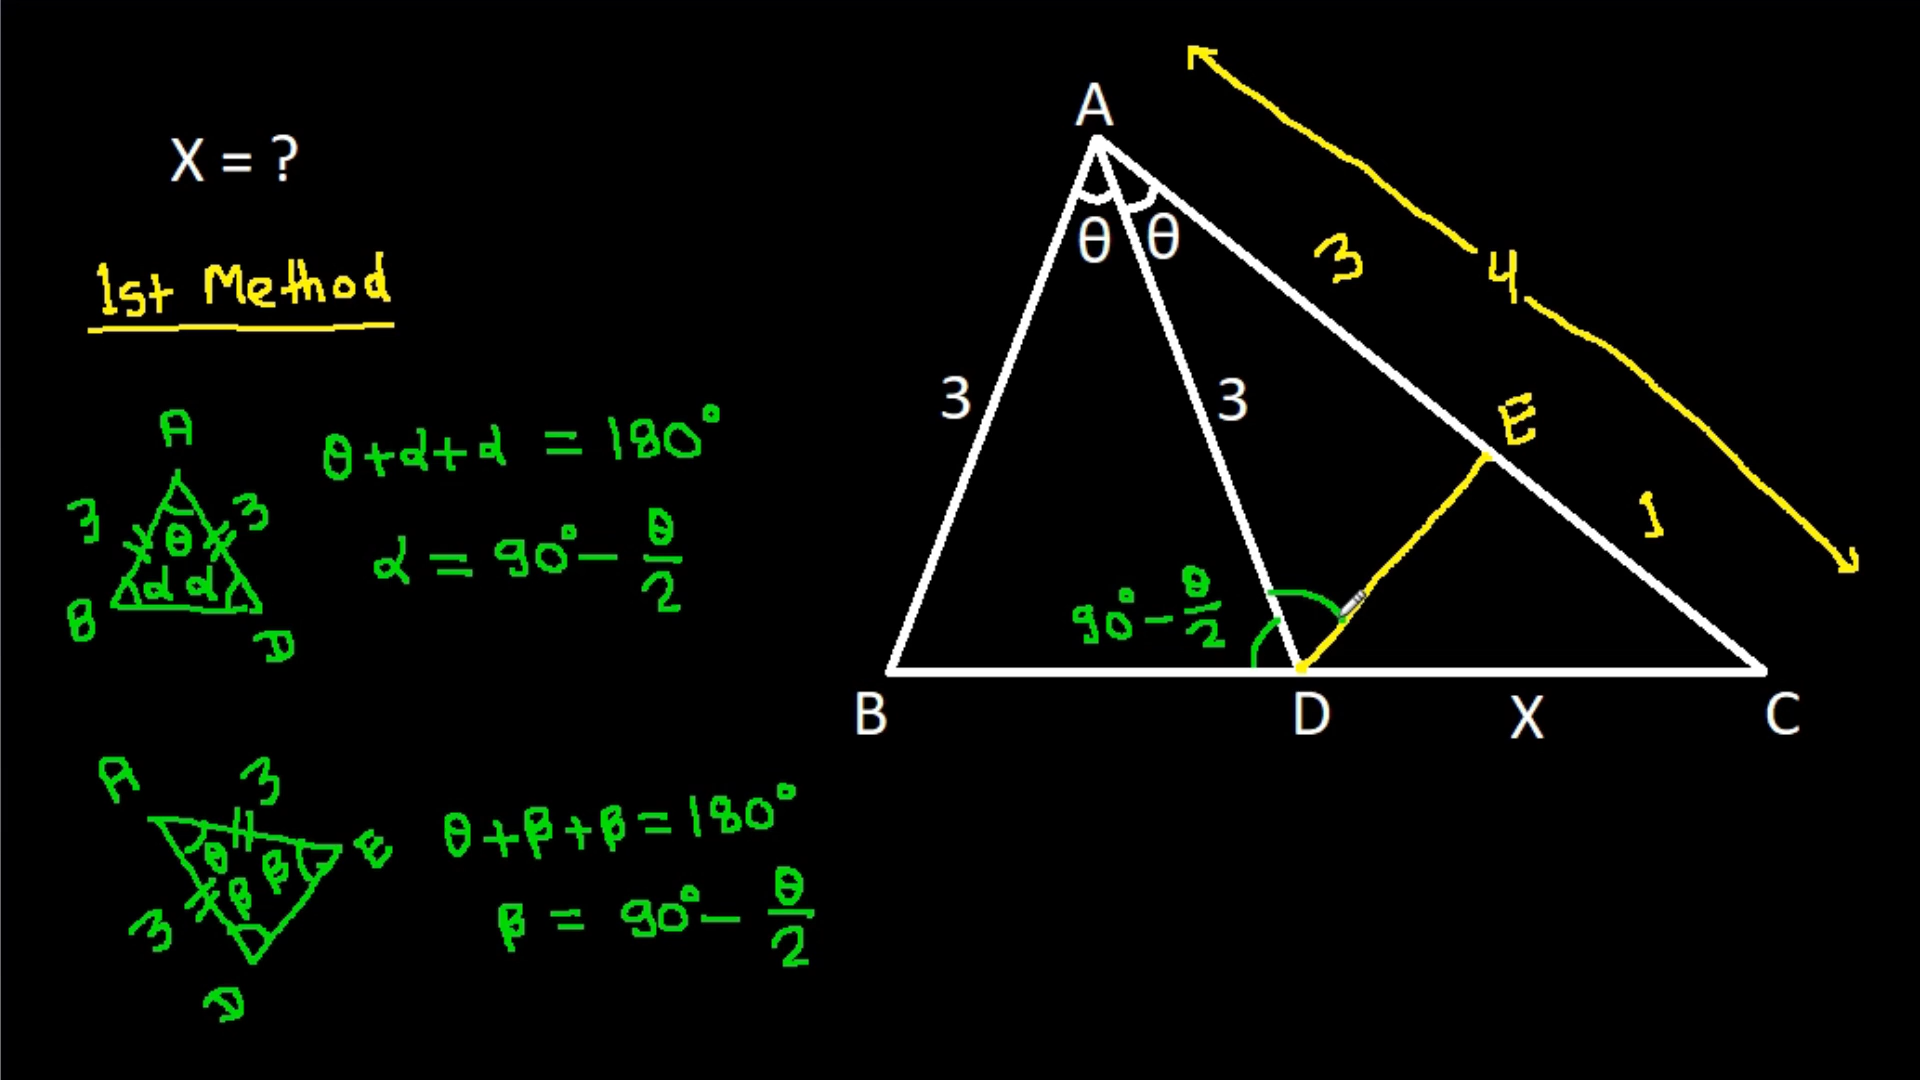 X = ?
1st Method
A
θ+α+α = 180°
3 3
θ
α α
α = 90° - θ/2
B
D
A
3
θ+β+β = 180°
θ β E
β
3
β = 90° - θ/2
D
A
θ θ
3
4
3
3
E
1
90° - θ/2
B D X C